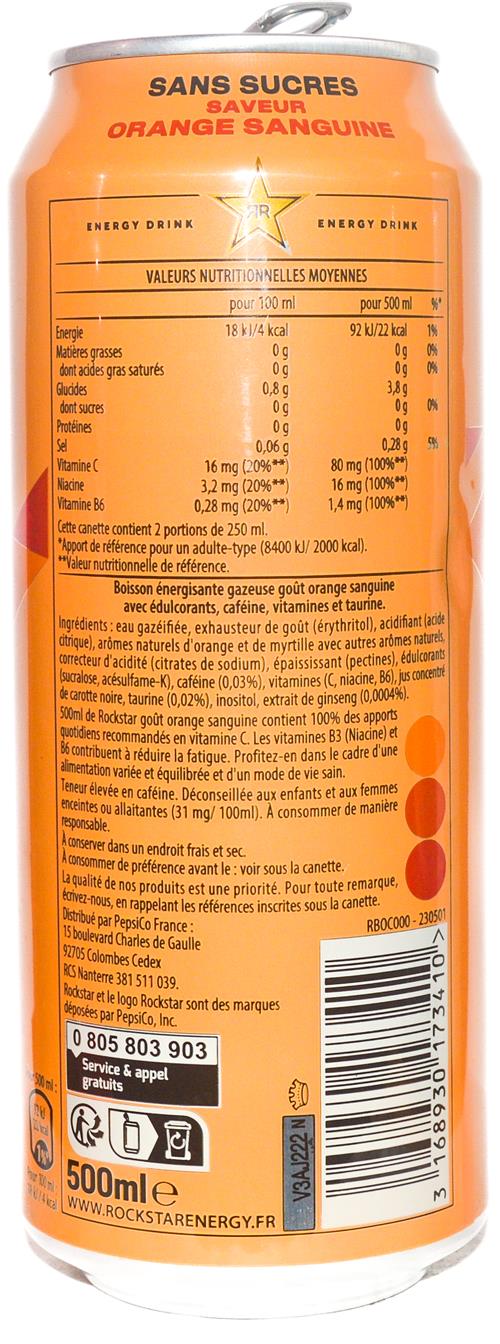 SANS SUCRES
SAVEUR
ORANGE SANGUINE
ENERGY DRINK
R R
ENERGY DRINK
VALEURS NUTRITIONNELLES MOYENNES
pour 100 ml pour 500 ml %*
Energie 18 kJ/4 kcal 92 kJ/22 kcal 1%
Matières grasses 0 g 0 g 0%
dont acides gras saturés 0 g 0 g 0%
Glucides 0,8 g 3,8 g
dont sucres 0 g 0 g 0%
Protéines 0 g 0 g
Sel 0,06 g 0,28 g 5%
Vitamine C 16 mg (20%**) 80 mg (100%**)
Niacine 3,2 mg (20%**) 16 mg (100%**)
Vitamine B6 0,28 mg (20%**) 1,4 mg (100%**)
Cette canette contient 2 portions de 250 ml.
*Apport de référence pour un adulte-type (8400 kJ/ 2000 kcal).
**Valeur nutritionnelle de référence.
Boisson énergisante gazeuse goût orange sanguine
avec édulcorants, caféine, vitamines et taurine.
Ingrédients : eau gazéifiée, exhausteur de goût (érythritol), acidifiant (acide
citrique), arômes naturels d'orange et de myrtille avec autres arômes naturels,
correcteur d'acidité (citrates de sodium), épaississant (pectines), édulcorants
(sucralose, acésulfame-K), caféine (0,03%), vitamines (C, niacine, B6), jus concentré
de carotte noire, taurine (0,02%), inositol, extrait de ginseng (0,0004%).
500ml de Rockstar goût orange sanguine contient 100% des apports
quotidiens recommandés en vitamine C. Les vitamines B3 (Niacine) et
B6 contribuent à réduire la fatigue. Profitez-en dans le cadre d'une
alimentation variée et équilibrée et d'un mode de vie sain.
Teneur élevée en caféine. Déconseillée aux enfants et aux femmes
enceintes ou allaitantes (31 mg/ 100ml). À consommer de manière
responsable.
À conserver dans un endroit frais et sec.
À consommer de préférence avant le : voir sous la canette.
La qualité de nos produits est une priorité. Pour toute remarque,
écrivez-nous, en rappelant les références inscrites sous la canette.
Distribué par PepsiCo France :
15 boulevard Charles de Gaulle
92705 Colombes Cedex
RCS Nanterre 381 511 039.
Rockstar et le logo Rockstar sont des marques
déposées par PepsiCo, Inc.
RBOC000 - 230501
0 805 803 903
Service & appel
gratuits
500ml e
WWW.ROCKSTARENERGY.FR
V3AJ222 N
3 168930 173410 >
500 ml :
1%
Pour 100 ml :
18 kJ / 4 kcal